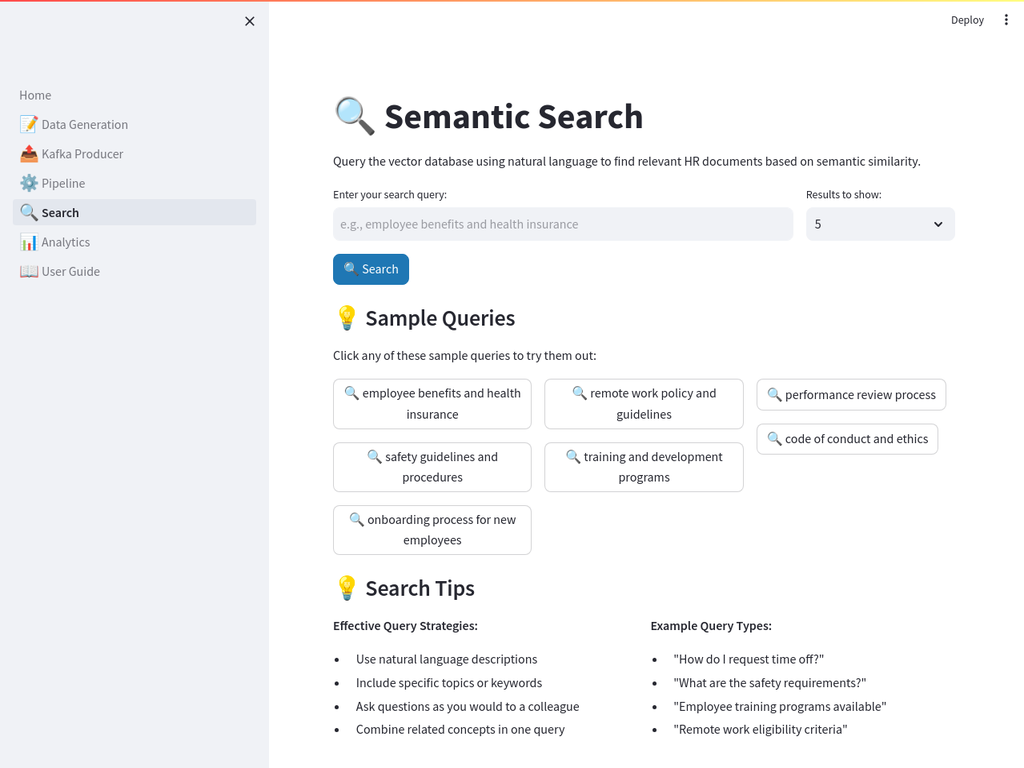 Deploy
Home
Data Generation
Kafka Producer
Pipeline
Search
Analytics
User Guide
Semantic Search
Query the vector database using natural language to find relevant HR documents based on semantic similarity.
Enter your search query:
Results to show:
e.g., employee benefits and health insurance
5
Search
Sample Queries
Click any of these sample queries to try them out:
employee benefits and health
insurance
remote work policy and
guidelines
performance review process
code of conduct and ethics
safety guidelines and
procedures
training and development
programs
onboarding process for new
employees
Search Tips
Effective Query Strategies:
• Use natural language descriptions
• Include specific topics or keywords
• Ask questions as you would to a colleague
• Combine related concepts in one query
Example Query Types:
• "How do I request time off?"
• "What are the safety requirements?"
• "Employee training programs available"
• "Remote work eligibility criteria"